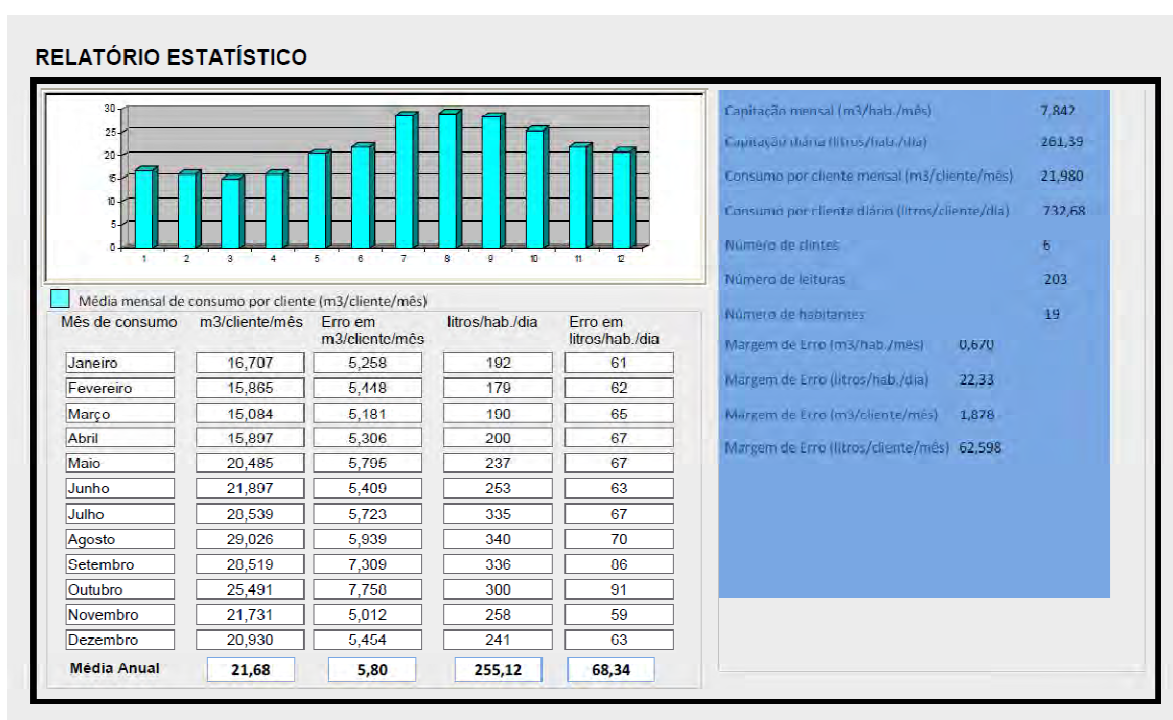 RELATÓRIO ESTATÍSTICO
30
25
20
15
10
5
0
1 2 3 4 5 6 7 8 9 10 11 12
Média mensal de consumo por cliente (m3/cliente/mês)
Mês de consumo m3/cliente/mês Erro em m3/cliente/mês litros/hab./dia Erro em litros/hab./dia
Janeiro 16,707 5,258 192 61
Fevereiro 15,865 5,448 179 62
Março 15,084 5,181 190 65
Abril 15,897 5,306 200 67
Maio 20,485 5,795 237 67
Junho 21,897 5,409 253 63
Julho 28,539 5,723 335 67
Agosto 29,026 5,939 340 70
Setembro 28,519 7,309 336 86
Outubro 25,491 7,758 300 91
Novembro 21,731 5,012 258 59
Dezembro 20,930 5,454 241 63
Média Anual 21,68 5,80 255,12 68,34
Capitação mensal (m3/hab./mês) 7,842
Capitação diária (litros/hab./dia) 261,39
Consumo por cliente mensal (m3/cliente/mês) 21,980
Consumo por cliente diário (litros/cliente/dia) 732,68
Número de clintes 6
Número de leituras 203
Número de habitantes 19
Margem de Erro (m3/hab./mês) 0,670
Margem de Erro (litros/hab./dia) 22,33
Margem de Erro (m3/cliente/mês) 1,878
Margem de Erro (litros/cliente/mês) 62,598